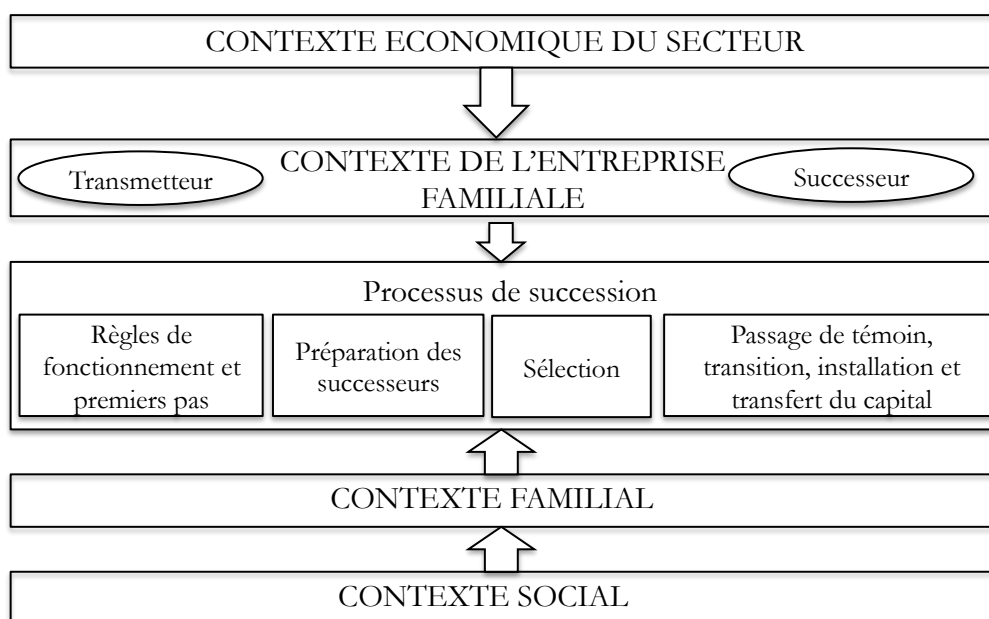 CONTEXTE ECONOMIQUE DU SECTEUR
Transmetteur
CONTEXTE DE L'ENTREPRISE
FAMILIALE
Successeur
Processus de succession
Règles de
fonctionnement et
premiers pas
Préparation des
successeurs
Sélection
Passage de témoin,
transition, installation et
transfert du capital
CONTEXTE FAMILIAL
CONTEXTE SOCIAL